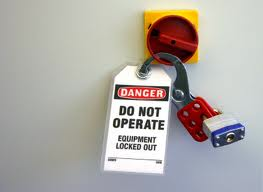 DANGER
DO NOT
OPERATE
EQUIPMENT
LOCKED OUT